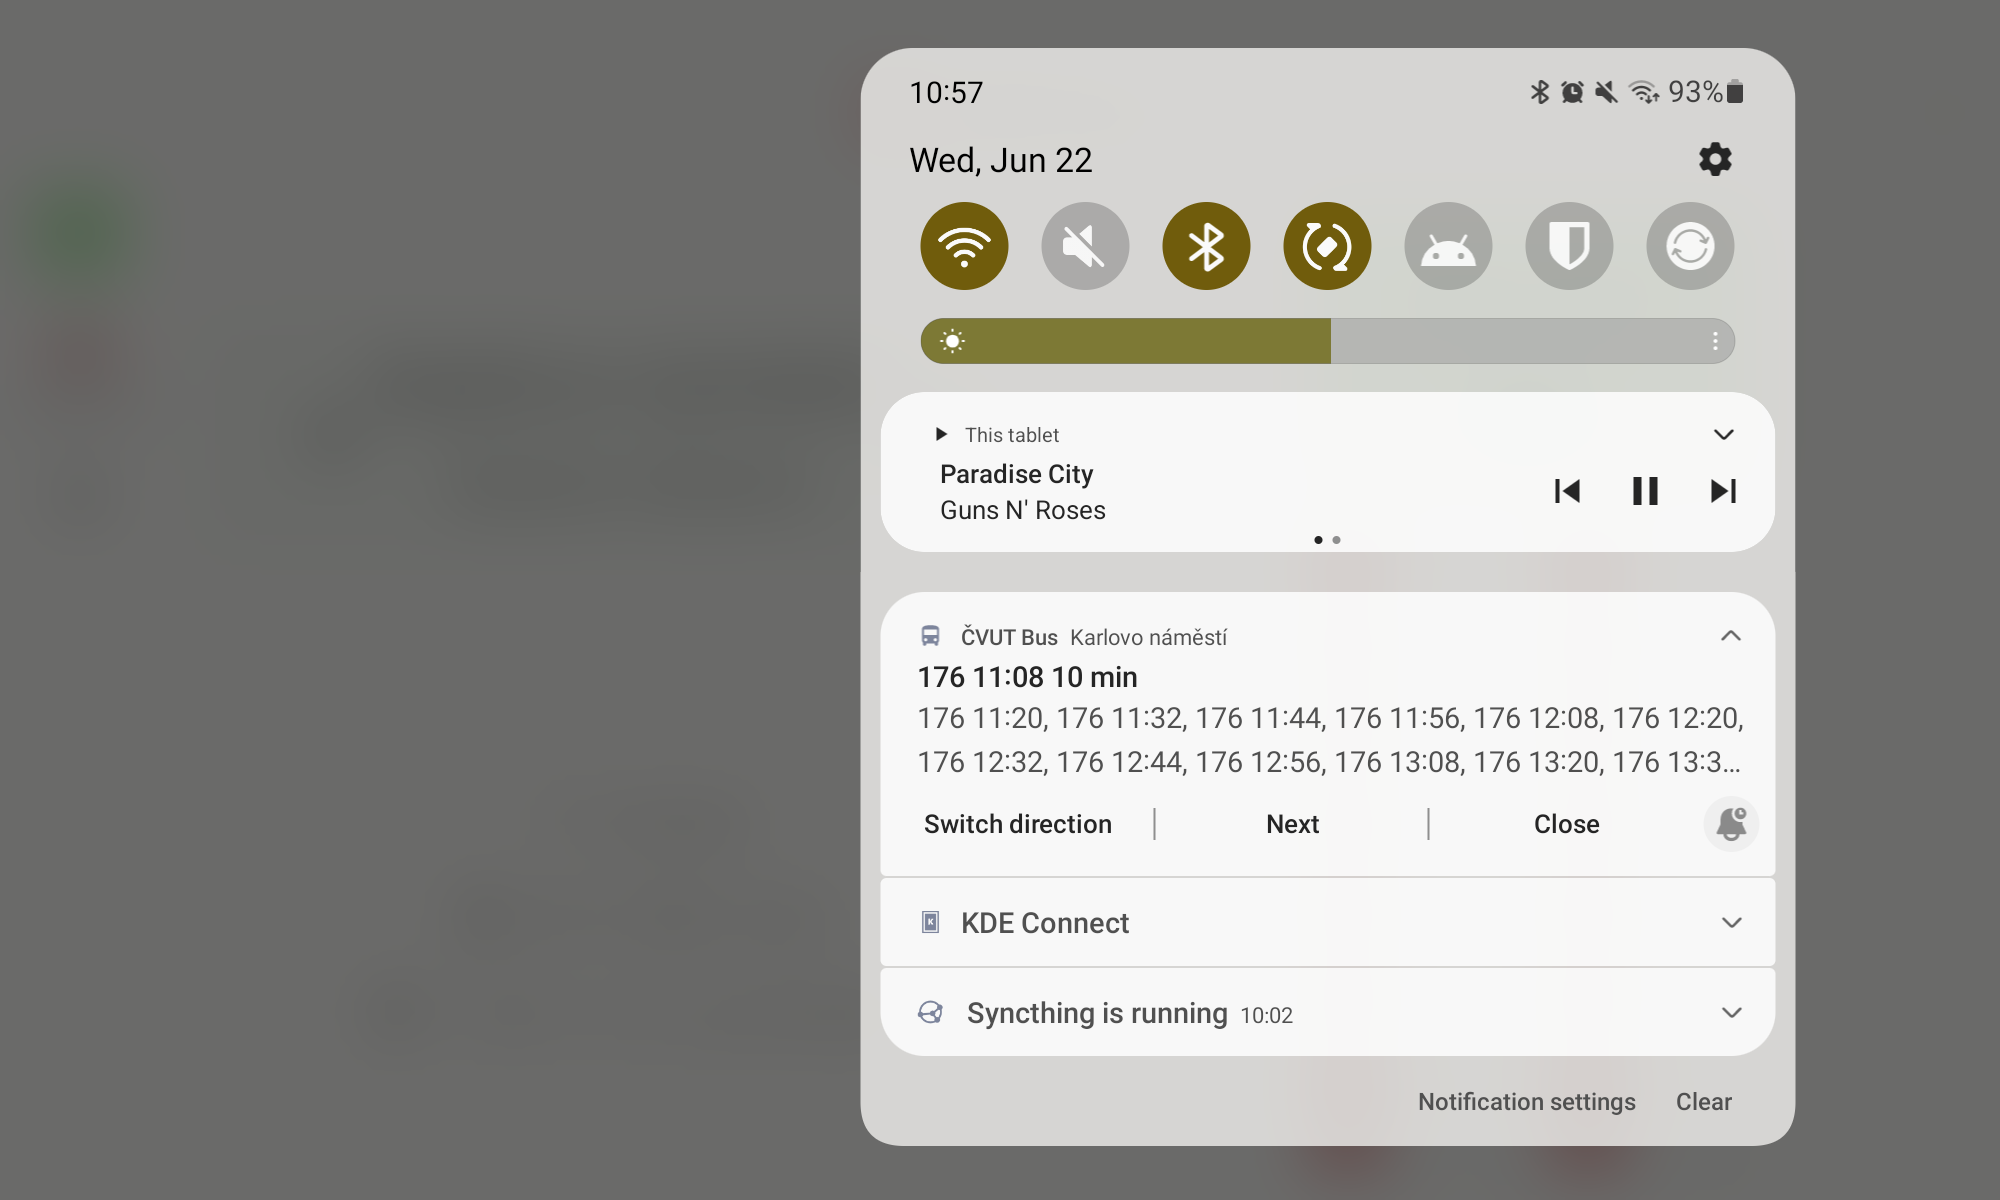 10:57 93%
Wed, Jun 22
This tablet
Paradise City
Guns N' Roses
ČVUT Bus Karlovo náměstí
176 11:08 10 min
176 11:20, 176 11:32, 176 11:44, 176 11:56, 176 12:08, 176 12:20,
176 12:32, 176 12:44, 176 12:56, 176 13:08, 176 13:20, 176 13:3...
Switch direction | Next | Close
KDE Connect
Syncthing is running 10:02
Notification settings Clear